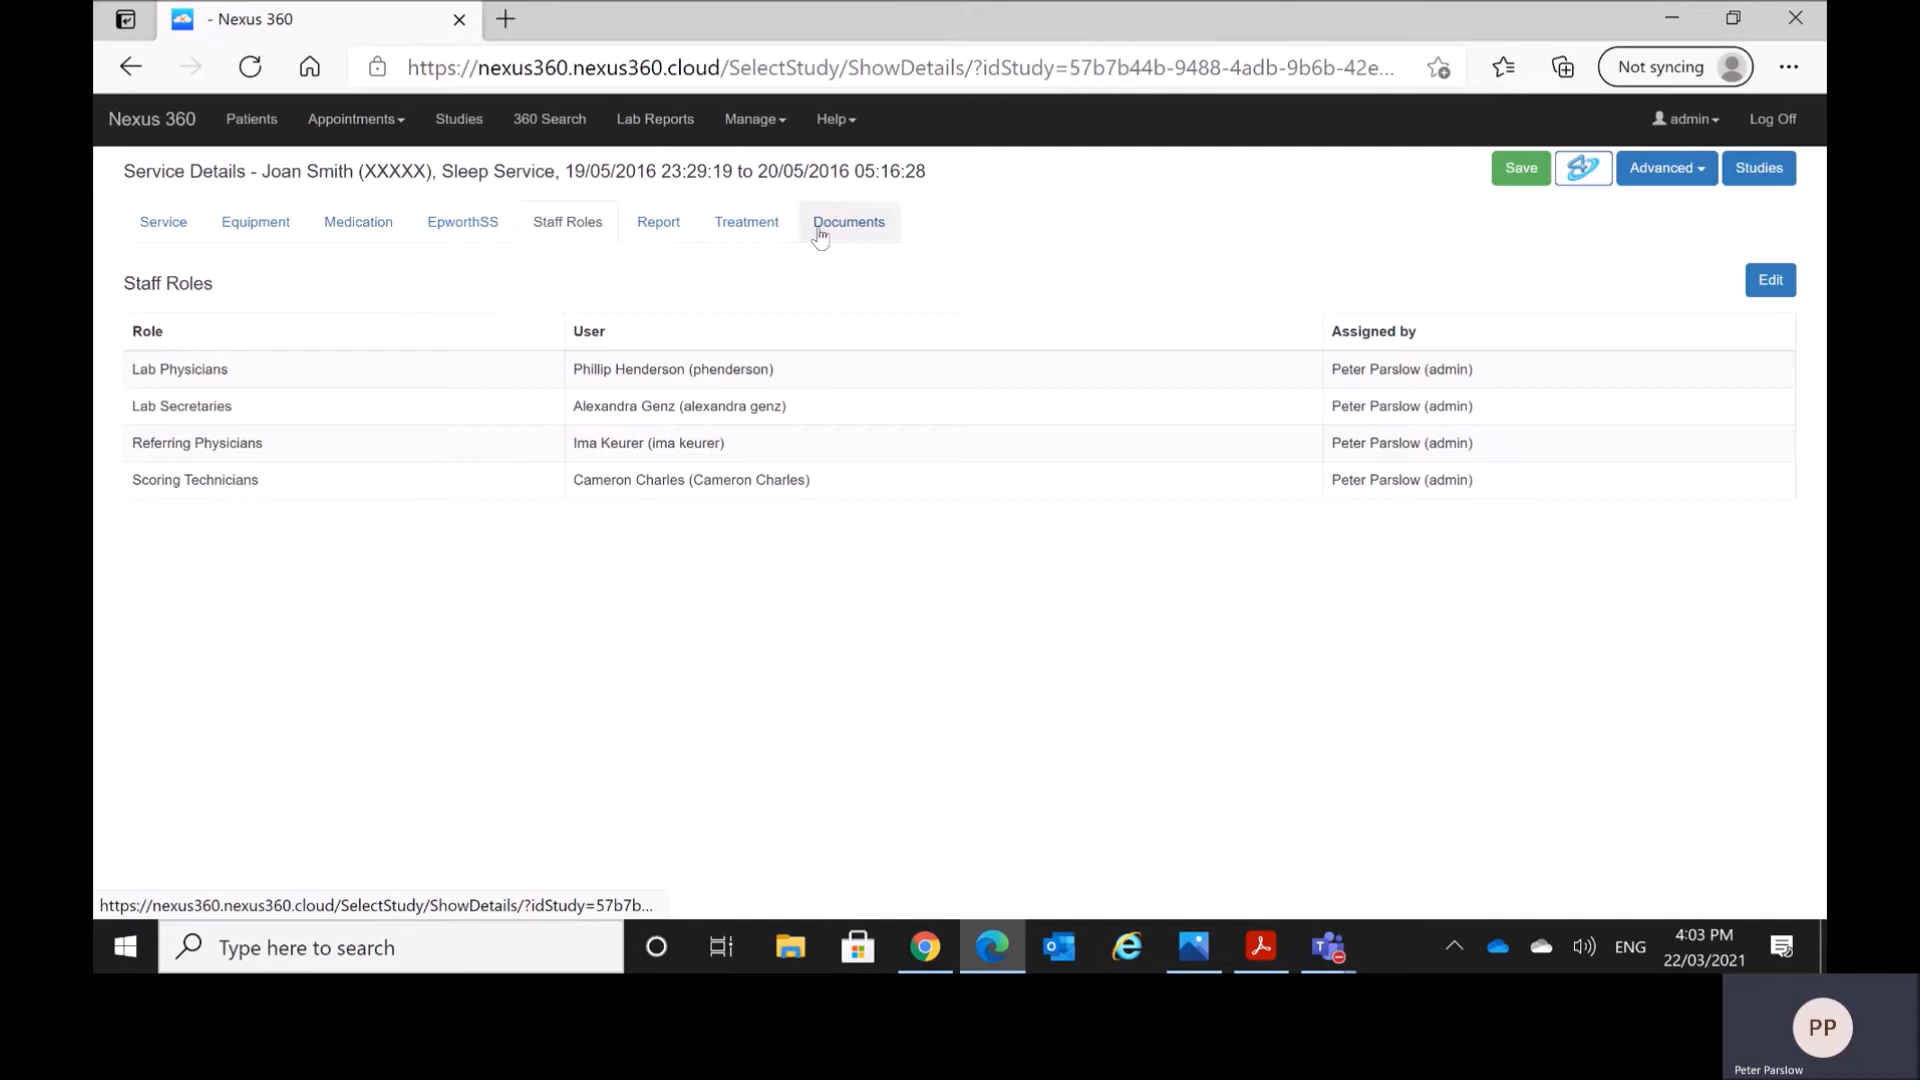 - Nexus 360
https://nexus360.nexus360.cloud/SelectStudy/ShowDetails/?idStudy=57b7b44b-9488-4adb-9b6b-42e...
Not syncing
Nexus 360 Patients Appointments Studies 360 Search Lab Reports Manage Help admin Log Off
Service Details - Joan Smith (XXXXX), Sleep Service, 19/05/2016 23:29:19 to 20/05/2016 05:16:28
Save Advanced Studies
Service Equipment Medication EpworthSS Staff Roles Report Treatment Documents
Staff Roles Edit
Role User Assigned by
Lab Physicians Phillip Henderson (phenderson) Peter Parslow (admin)
Lab Secretaries Alexandra Genz (alexandra genz) Peter Parslow (admin)
Referring Physicians Ima Keurer (ima keurer) Peter Parslow (admin)
Scoring Technicians Cameron Charles (Cameron Charles) Peter Parslow (admin)
https://nexus360.nexus360.cloud/SelectStudy/ShowDetails/?idStudy=57b7b...
Type here to search
ENG
4:03 PM
22/03/2021
PP
Peter Parslow